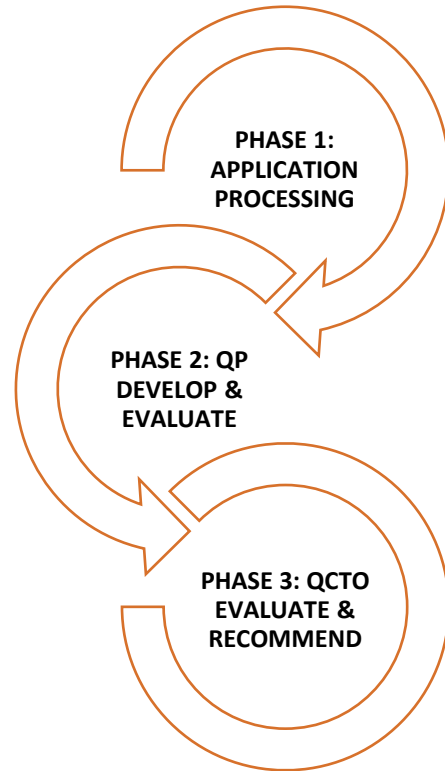 PHASE 1:
APPLICATION
PROCESSING
PHASE 2: QP
DEVELOP &
EVALUATE
PHASE 3: QCTO
EVALUATE &
RECOMMEND